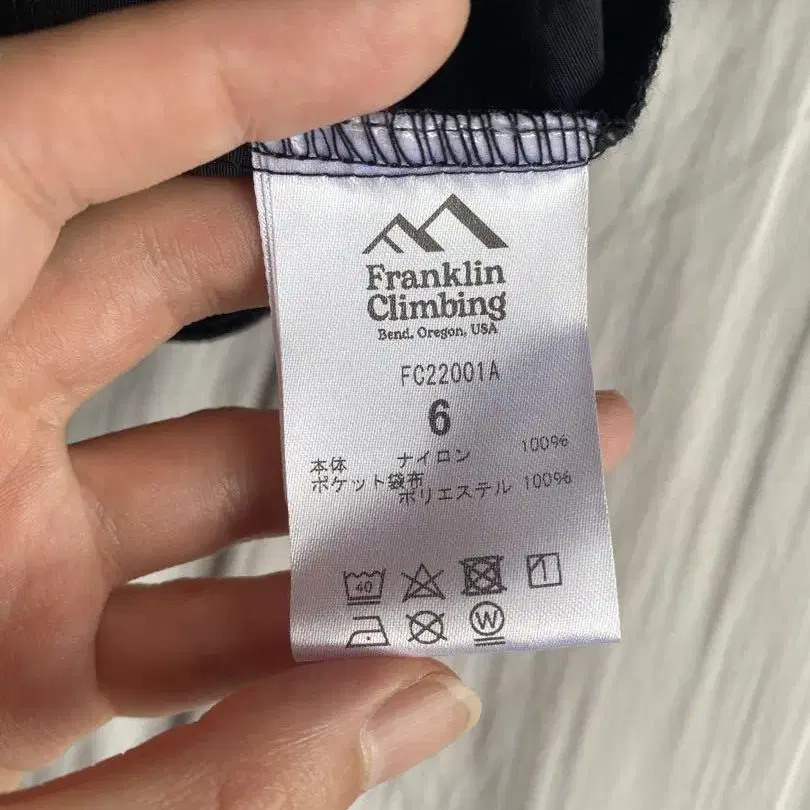 Franklin
Climbing
Bend, Oregon, USA
FC22001A
6
本体 ナイロン 100%
ポケット袋布 ポリエステル 100%
40
W